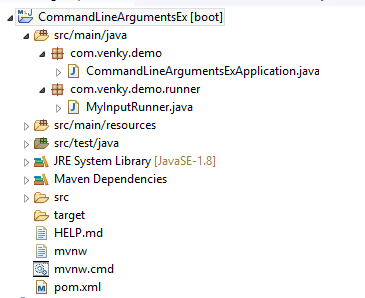 CommandLineArgumentsEx [boot]
src/main/java
com.venky.demo
CommandLineArgumentsExApplication.java
com.venky.demo.runner
MyInputRunner.java
src/main/resources
src/test/java
JRE System Library [JavaSE-1.8]
Maven Dependencies
src
target
HELP.md
mvnw
mvnw.cmd
pom.xml